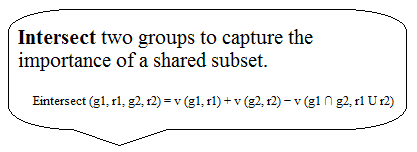 Intersect two groups to capture the
importance of a shared subset.
Eintersect (g1, r1, g2, r2) = v (g1, r1) + v (g2, r2) − v (g1 ∩ g2, r1 U r2)